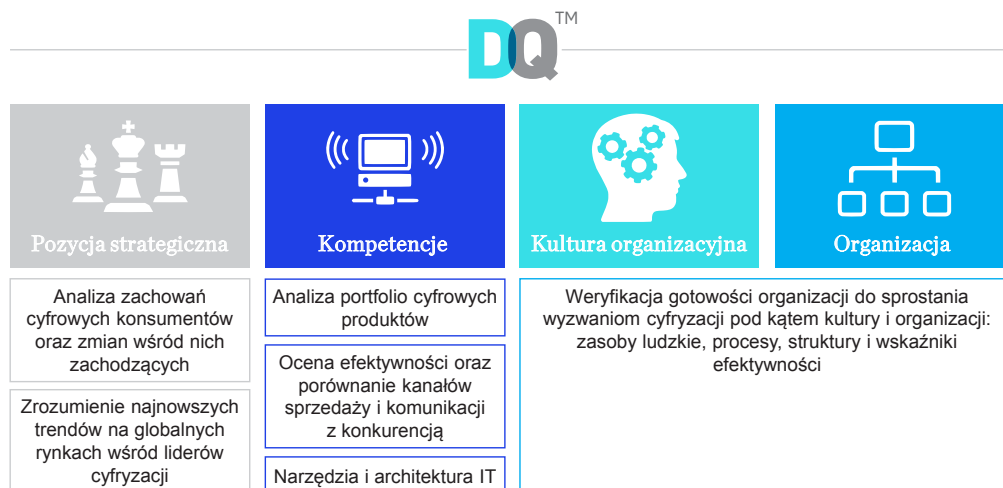 DQ™
Pozycja strategiczna
Kompetencje
Kultura organizacyjna
Organizacja
Analiza zachowań
cyfrowych konsumentów
oraz zmian wśród nich
zachodzących
Zrozumienie najnowszych
trendów na globalnych
rynkach wśród liderów
cyfryzacji
Analiza portfolio cyfrowych
produktów
Ocena efektywności oraz
porównanie kanałów
sprzedaży i komunikacji
z konkurencją
Narzędzia i architektura IT
Weryfikacja gotowości organizacji do sprostania
wyzwaniom cyfryzacji pod kątem kultury i organizacji:
zasoby ludzkie, procesy, struktury i wskaźniki
efektywności